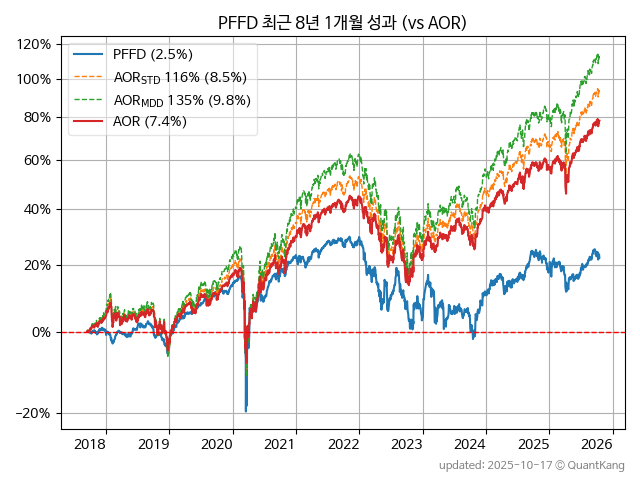 PFFD 최근 8년 1개월 성과 (vs AOR)
120%
100%
80%
60%
40%
20%
0%
−20%
PFFD (2.5%)
AOR_STD 116% (8.5%)
AOR_MDD 135% (9.8%)
AOR (7.4%)
2018 2019 2020 2021 2022 2023 2024 2025 2026
updated: 2025-10-17 © QuantKang